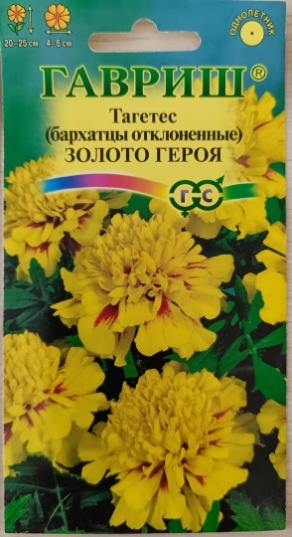 20-25 см
4-6 см
ОДНОЛЕТНИК
ГАВРИШ®
Тагетес
(бархатцы отклоненные)
ЗОЛОТО ГЕРОЯ
Г С